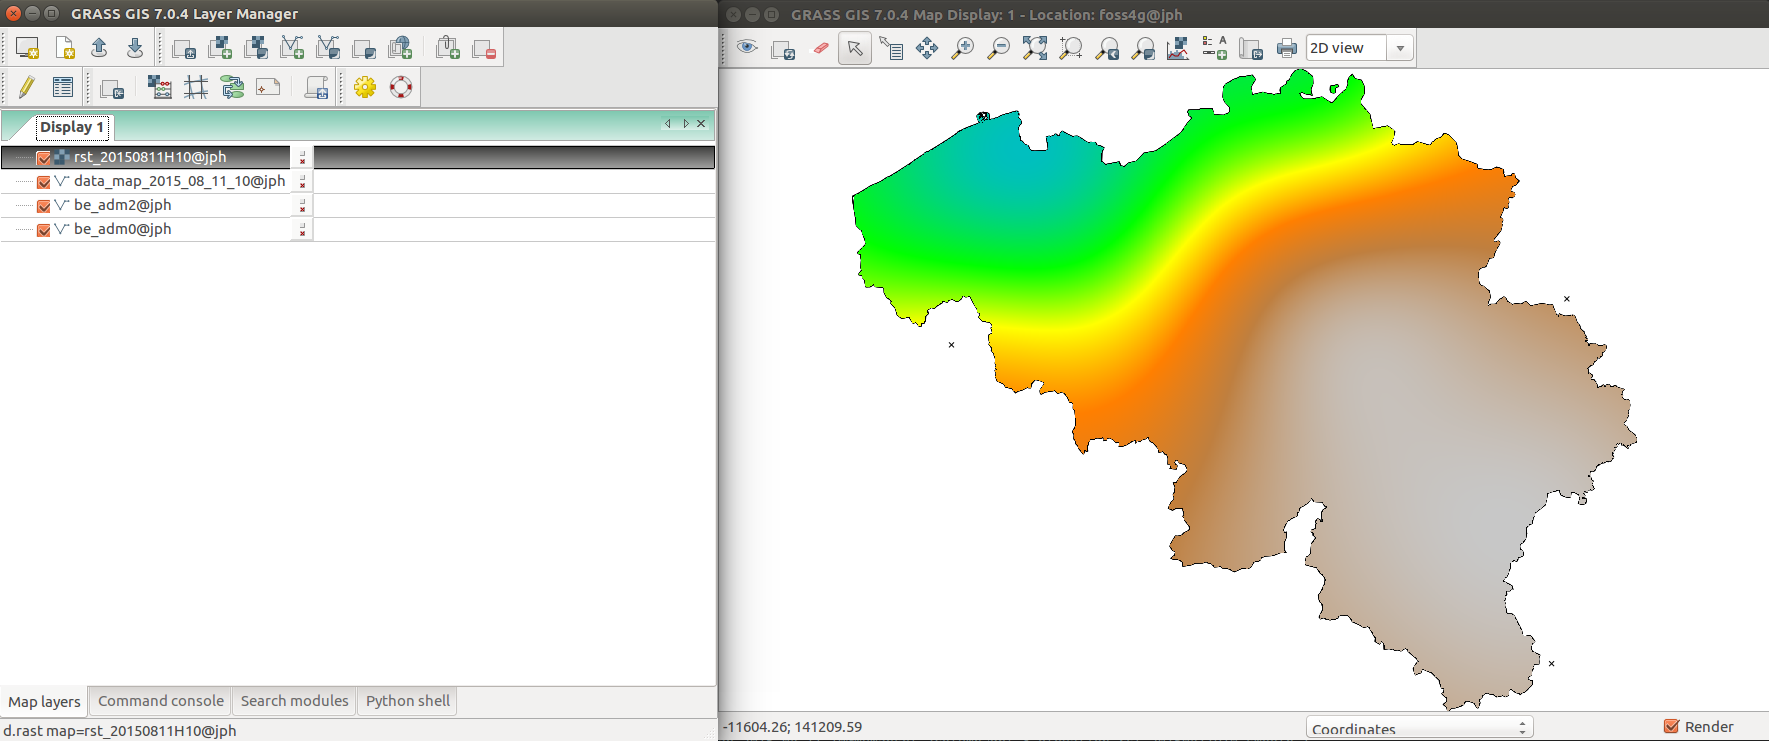 GRASS GIS 7.0.4 Layer Manager
GRASS GIS 7.0.4 Map Display: 1 - Location: foss4g@jph
2D view
Display 1
rst_20150811H10@jph
data_map_2015_08_11_10@jph
be_adm2@jph
be_adm0@jph
Map layers
Command console
Search modules
Python shell
d.rast map=rst_20150811H10@jph
-11604.26; 141209.59
Coordinates
Render